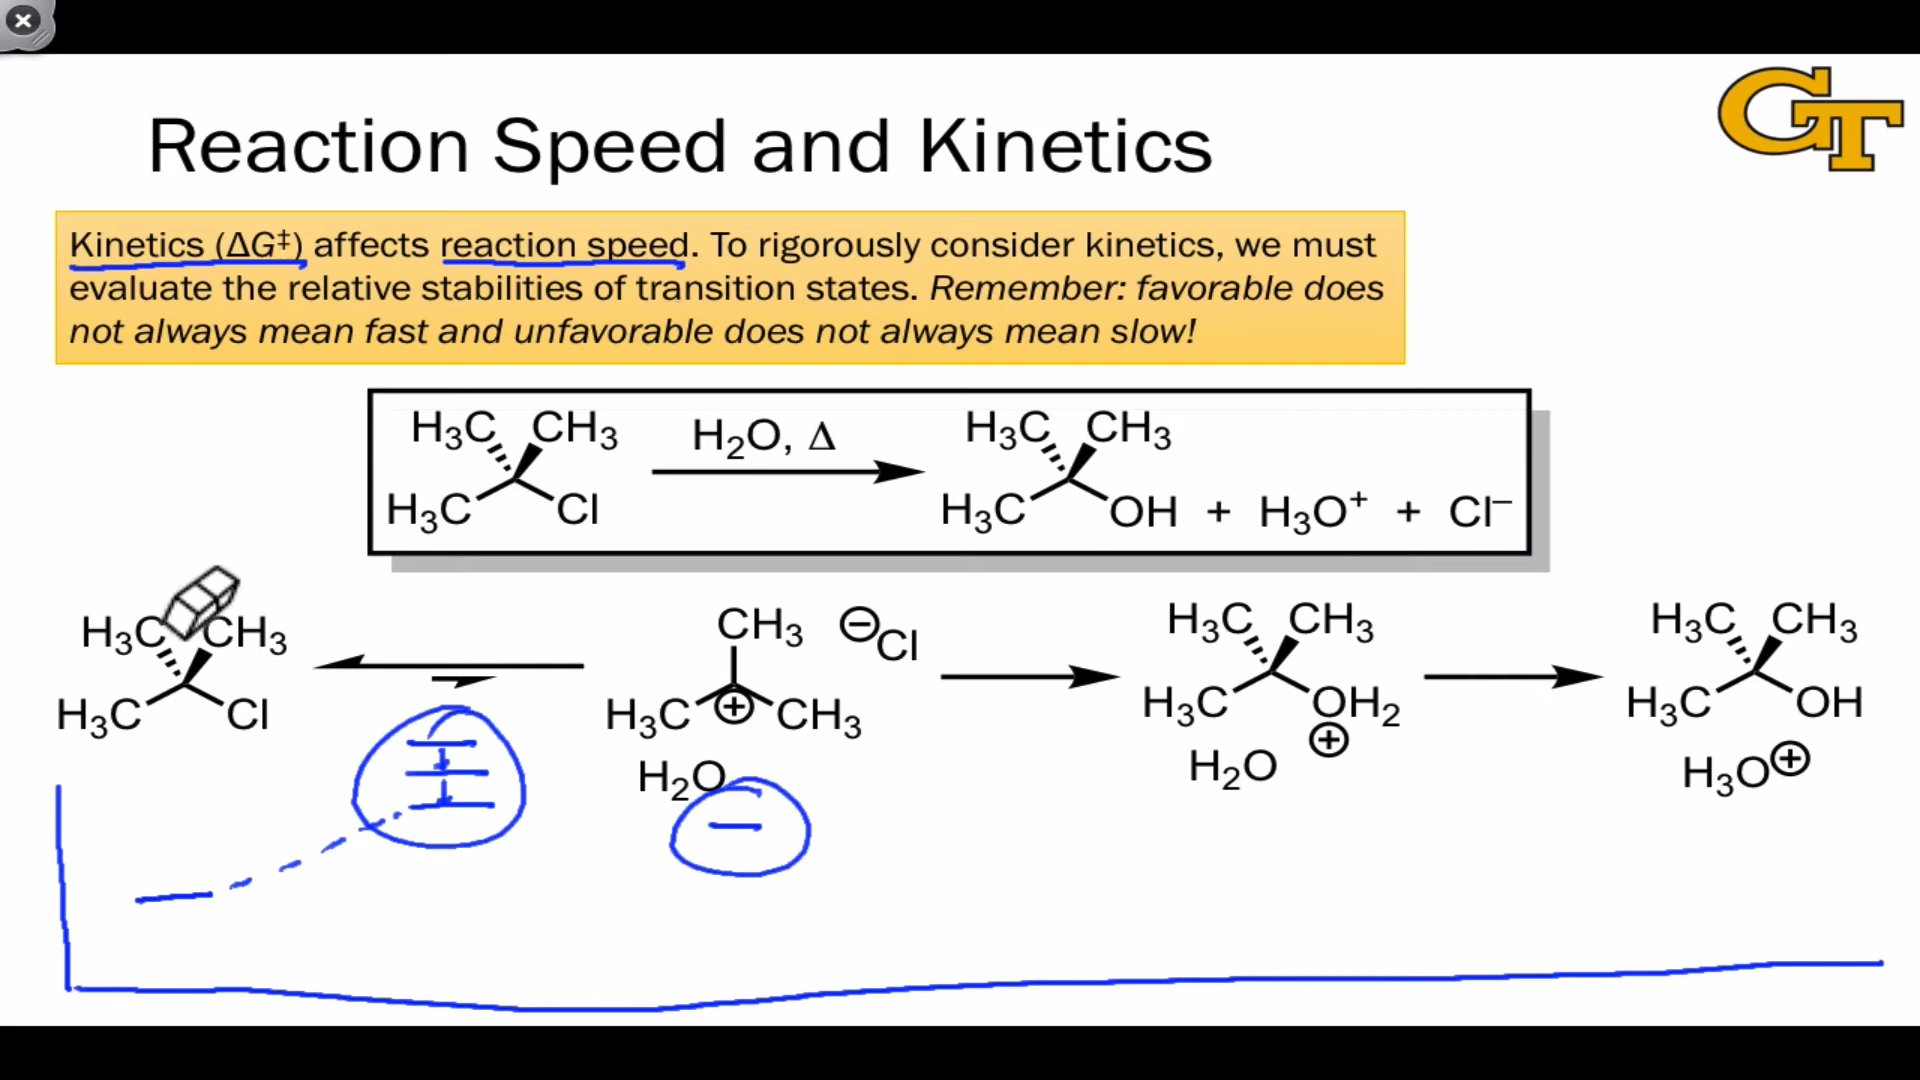 GT
Reaction Speed and Kinetics
Kinetics (ΔG‡) affects reaction speed. To rigorously consider kinetics, we must
evaluate the relative stabilities of transition states. Remember: favorable does
not always mean fast and unfavorable does not always mean slow!
H₃C CH₃ H₂O, Δ H₃C CH₃
H₃C Cl H₃C OH + H₃O⁺ + Cl⁻
H₃C CH₃ CH₃ ⊖Cl H₃C CH₃ H₃C CH₃
H₃C Cl H₃C ⊕ CH₃ H₃C OH₂ H₃C OH
⊕
H₂O H₂O H₃O⊕